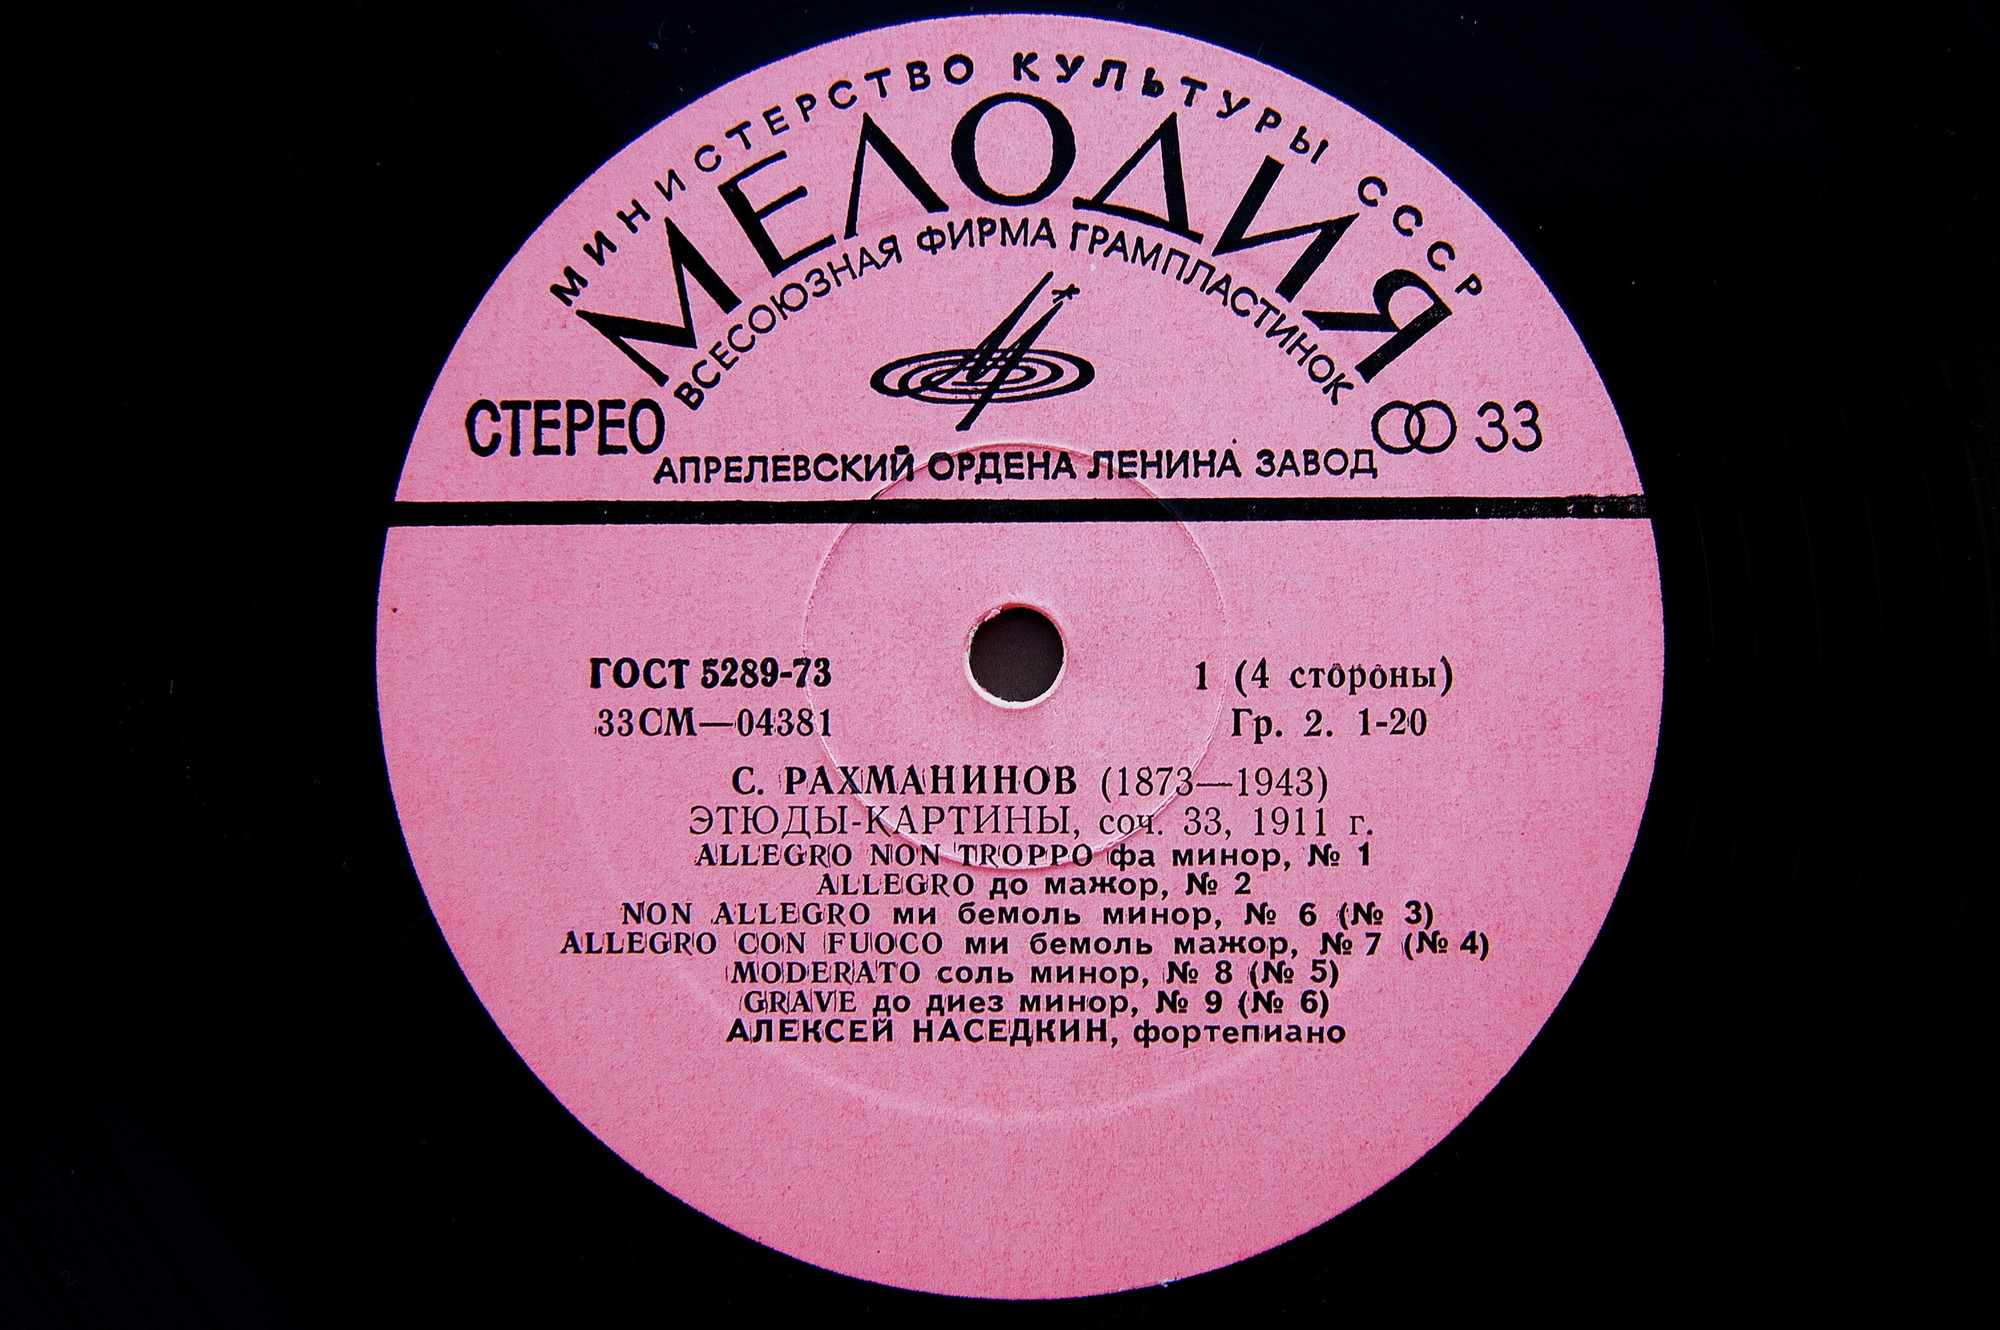 МИНИСТЕРСТВО КУЛЬТУРЫ СССР
МЕЛОДИЯ
ВСЕСОЮЗНАЯ ФИРМА ГРАМПЛАСТИНОК
СТЕРЕО
33
АПРЕЛЕВСКИЙ ОРДЕНА ЛЕНИНА ЗАВОД
ГОСТ 5289-73
1 (4 стороны)
33СМ—04381
Гр. 2. 1-20
С. РАХМАНИНОВ (1873—1943)
ЭТЮДЫ-КАРТИНЫ, соч. 33, 1911 г.
ALLEGRO NON TROPPO фа минор, № 1
ALLEGRO до мажор, № 2
NON ALLEGRO ми бемоль минор, № 6 (№ 3)
ALLEGRO CON FUOCO ми бемоль мажор, № 7 (№ 4)
MODERATO соль минор, № 8 (№ 5)
GRAVE до диез минор, № 9 (№ 6)
АЛЕКСЕЙ НАСЕДКИН, фортепиано